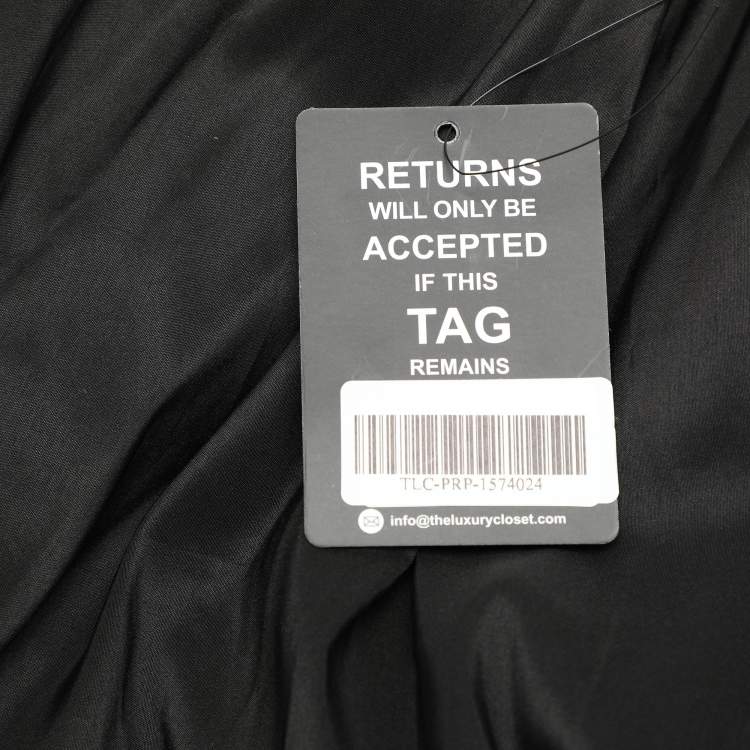 RETURNS
WILL ONLY BE
ACCEPTED
IF THIS
TAG
REMAINS
TLC-PRP-1574024
info@theluxurycloset.com